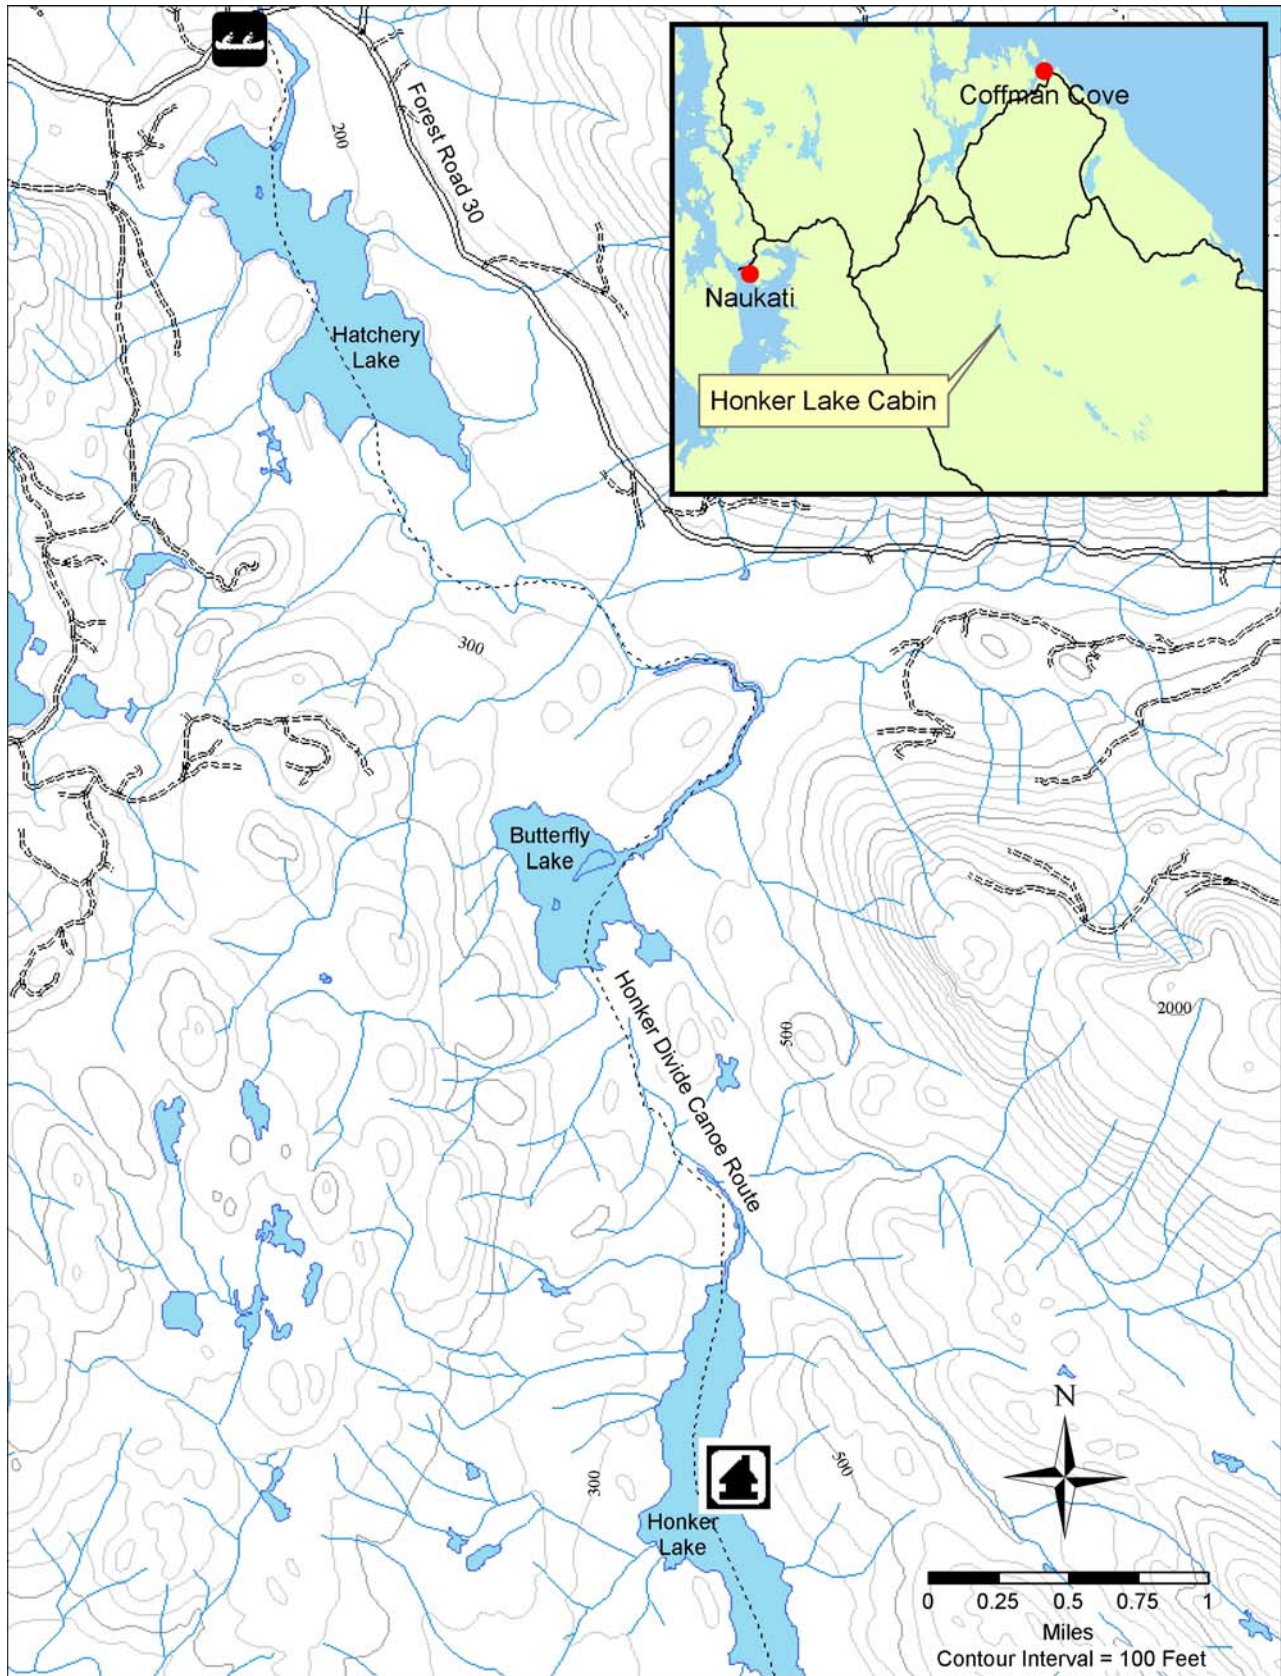 200
Forest Road 30
Coffman Cove
Naukati
Honker Lake Cabin
Hatchery
Lake
300
Butterfly
Lake
Honker Divide Canoe Route
500
2000
N
300
500
Honker
Lake
0 0.25 0.5 0.75 1
Miles
Contour Interval = 100 Feet